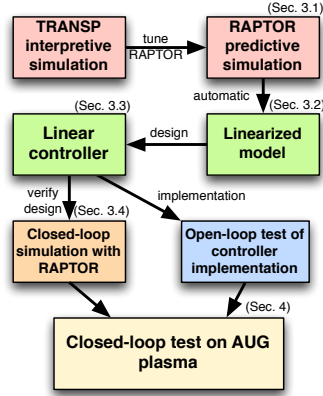 (Sec. 3.1)
TRANSP
interpretive
simulation
tune
RAPTOR
RAPTOR
predictive
simulation
automatic
(Sec. 3.2)
(Sec. 3.3)
Linear
controller
design
Linearized
model
verify
design
(Sec. 3.4)
implementation
Closed-loop
simulation with
RAPTOR
Open-loop test of
controller
implementation
(Sec. 4)
Closed-loop test on AUG
plasma